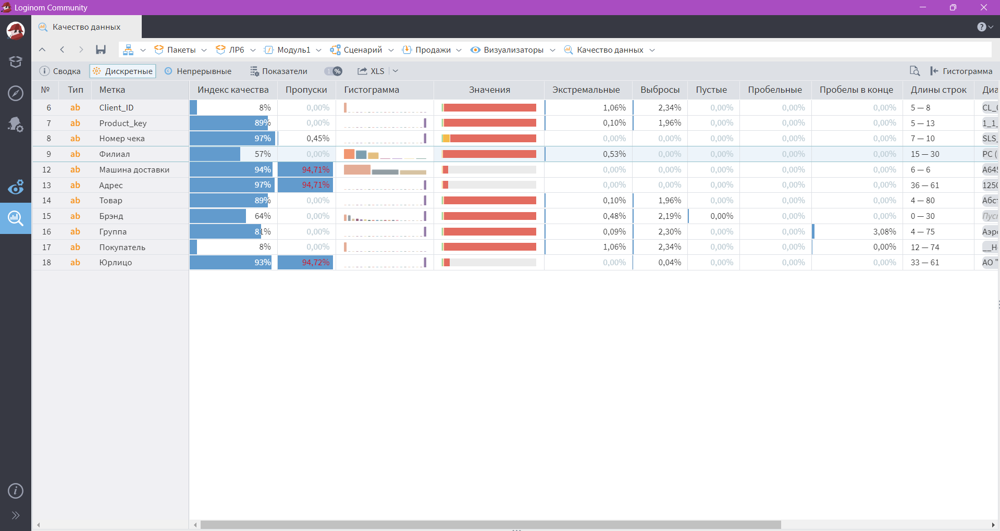 Loginom Community
Качество данных
Пакеты ЛР6 Модуль1 Сценарий Продажи Визуализаторы Качество данных
Сводка Дискретные Непрерывные Показатели 1 % XLS Гистограмма
№ Тип Метка Индекс качества Пропуски Гистограмма Значения Экстремальные Выбросы Пустые Пробельные Пробелы в конце Длины строк Диа
6 ab Client_ID 8% 0,00% 1,06% 2,34% 0,00% 0,00% 0,00% 5 — 8 CL_
7 ab Product_key 89% 0,00% 0,10% 1,96% 0,00% 0,00% 0,00% 5 — 13 1_1_
8 ab Номер чека 97% 0,45% 0,00% 0,00% 0,00% 0,00% 0,00% 7 — 10 SLS_
9 ab Филиал 57% 0,00% 0,53% 0,00% 0,00% 0,00% 0,00% 15 — 30 РС (
12 ab Машина доставки 94% 94,71% 0,00% 0,00% 0,00% 0,00% 0,00% 6 — 6 А645
13 ab Адрес 97% 94,71% 0,00% 0,00% 0,00% 0,00% 0,00% 36 — 61 1250
14 ab Товар 89% 0,00% 0,10% 1,96% 0,00% 0,00% 0,00% 4 — 80 Абст
15 ab Брэнд 64% 0,00% 0,48% 2,19% 0,00% 0,00% 0,00% 0 — 30 Пус
16 ab Группа 81% 0,00% 0,09% 2,30% 0,00% 0,00% 3,08% 4 — 75 Аэро
17 ab Покупатель 8% 0,00% 1,06% 2,34% 0,00% 0,00% 0,00% 12 — 74 __Н
18 ab Юрлицо 93% 94,72% 0,00% 0,04% 0,00% 0,00% 0,00% 33 — 61 АО "